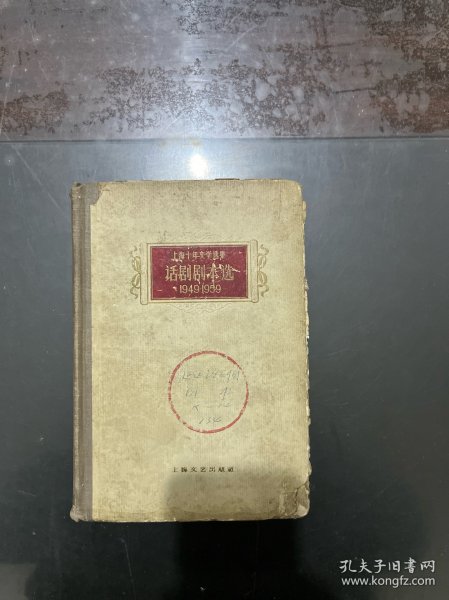 上海十年文学选集
话剧剧本选
1949 1959
上海文艺出版社
孔夫子旧书网
www.kongfz.com